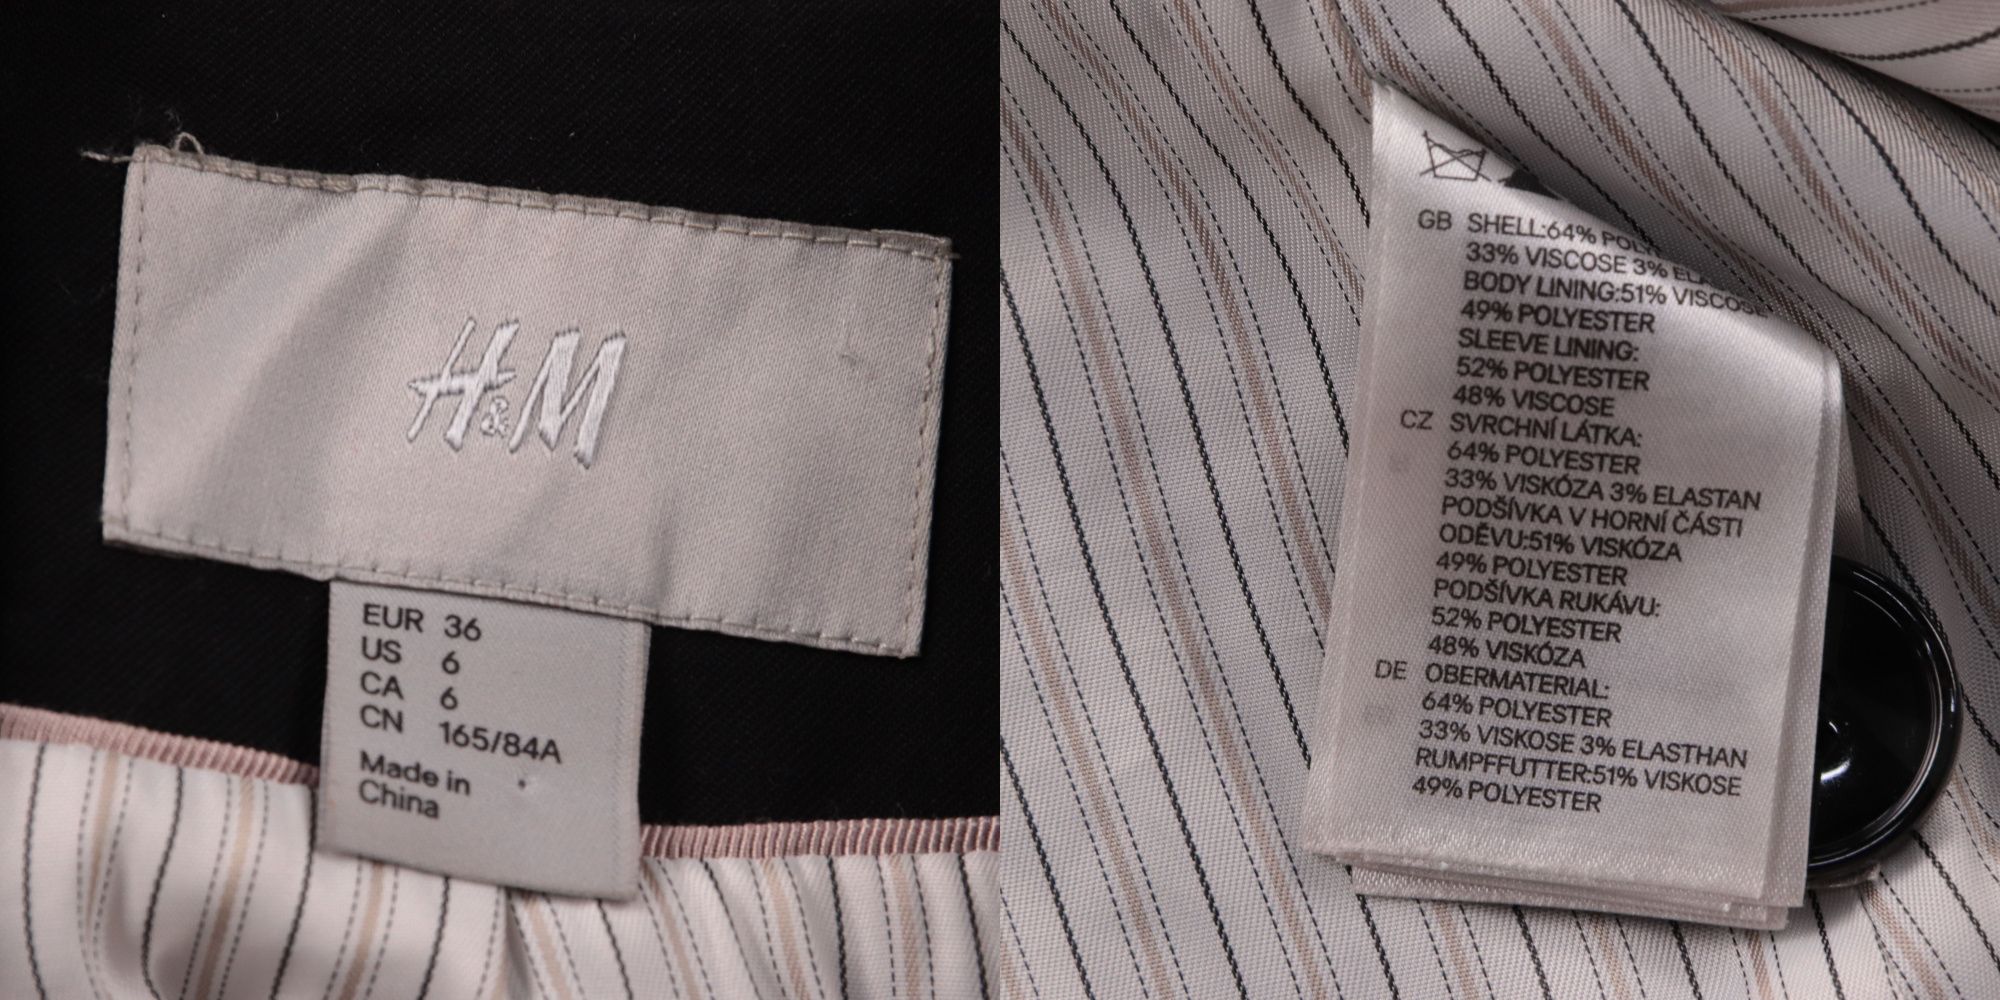 H&M
EUR 36
US 6
CA 6
CN 165/84A
Made in
China
GB SHELL:64%
33% VISCOSE 3%
BODY LINING:51% VISCOSE
49% POLYESTER
SLEEVE LINING:
52% POLYESTER
48% VISCOSE
CZ SVRCHNÍ LÁTKA:
64% POLYESTER
33% VISKÓZA 3% ELASTAN
PODŠÍVKA V HORNÍ ČÁSTI
ODĚVU:51% VISKÓZA
49% POLYESTER
PODŠÍVKA RUKÁVU:
52% POLYESTER
48% VISKÓZA
DE OBERMATERIAL:
64% POLYESTER
33% VISKOSE 3% ELASTHAN
RUMPFFUTTER:51% VISKOSE
49% POLYESTER